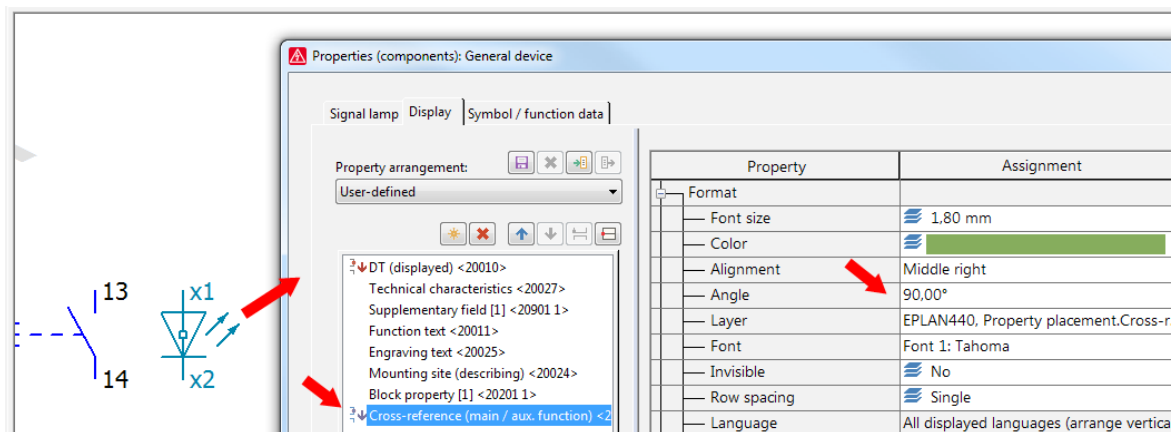 Properties (components): General device
Signal lamp Display Symbol / function data
Property arrangement:
User-defined
DT (displayed) <20010>
Technical characteristics <20027>
Supplementary field [1] <20901 1>
Function text <20011>
Engraving text <20025>
Mounting site (describing) <20024>
Block property [1] <20201 1>
Cross-reference (main / aux. function) <2
Property Assignment
Format
Font size 1,80 mm
Color
Alignment Middle right
Angle 90,00°
Layer EPLAN440, Property placement.Cross-r
Font Font 1: Tahoma
Invisible No
Row spacing Single
Language All displayed languages (arrange vertica
13 x1
14 x2